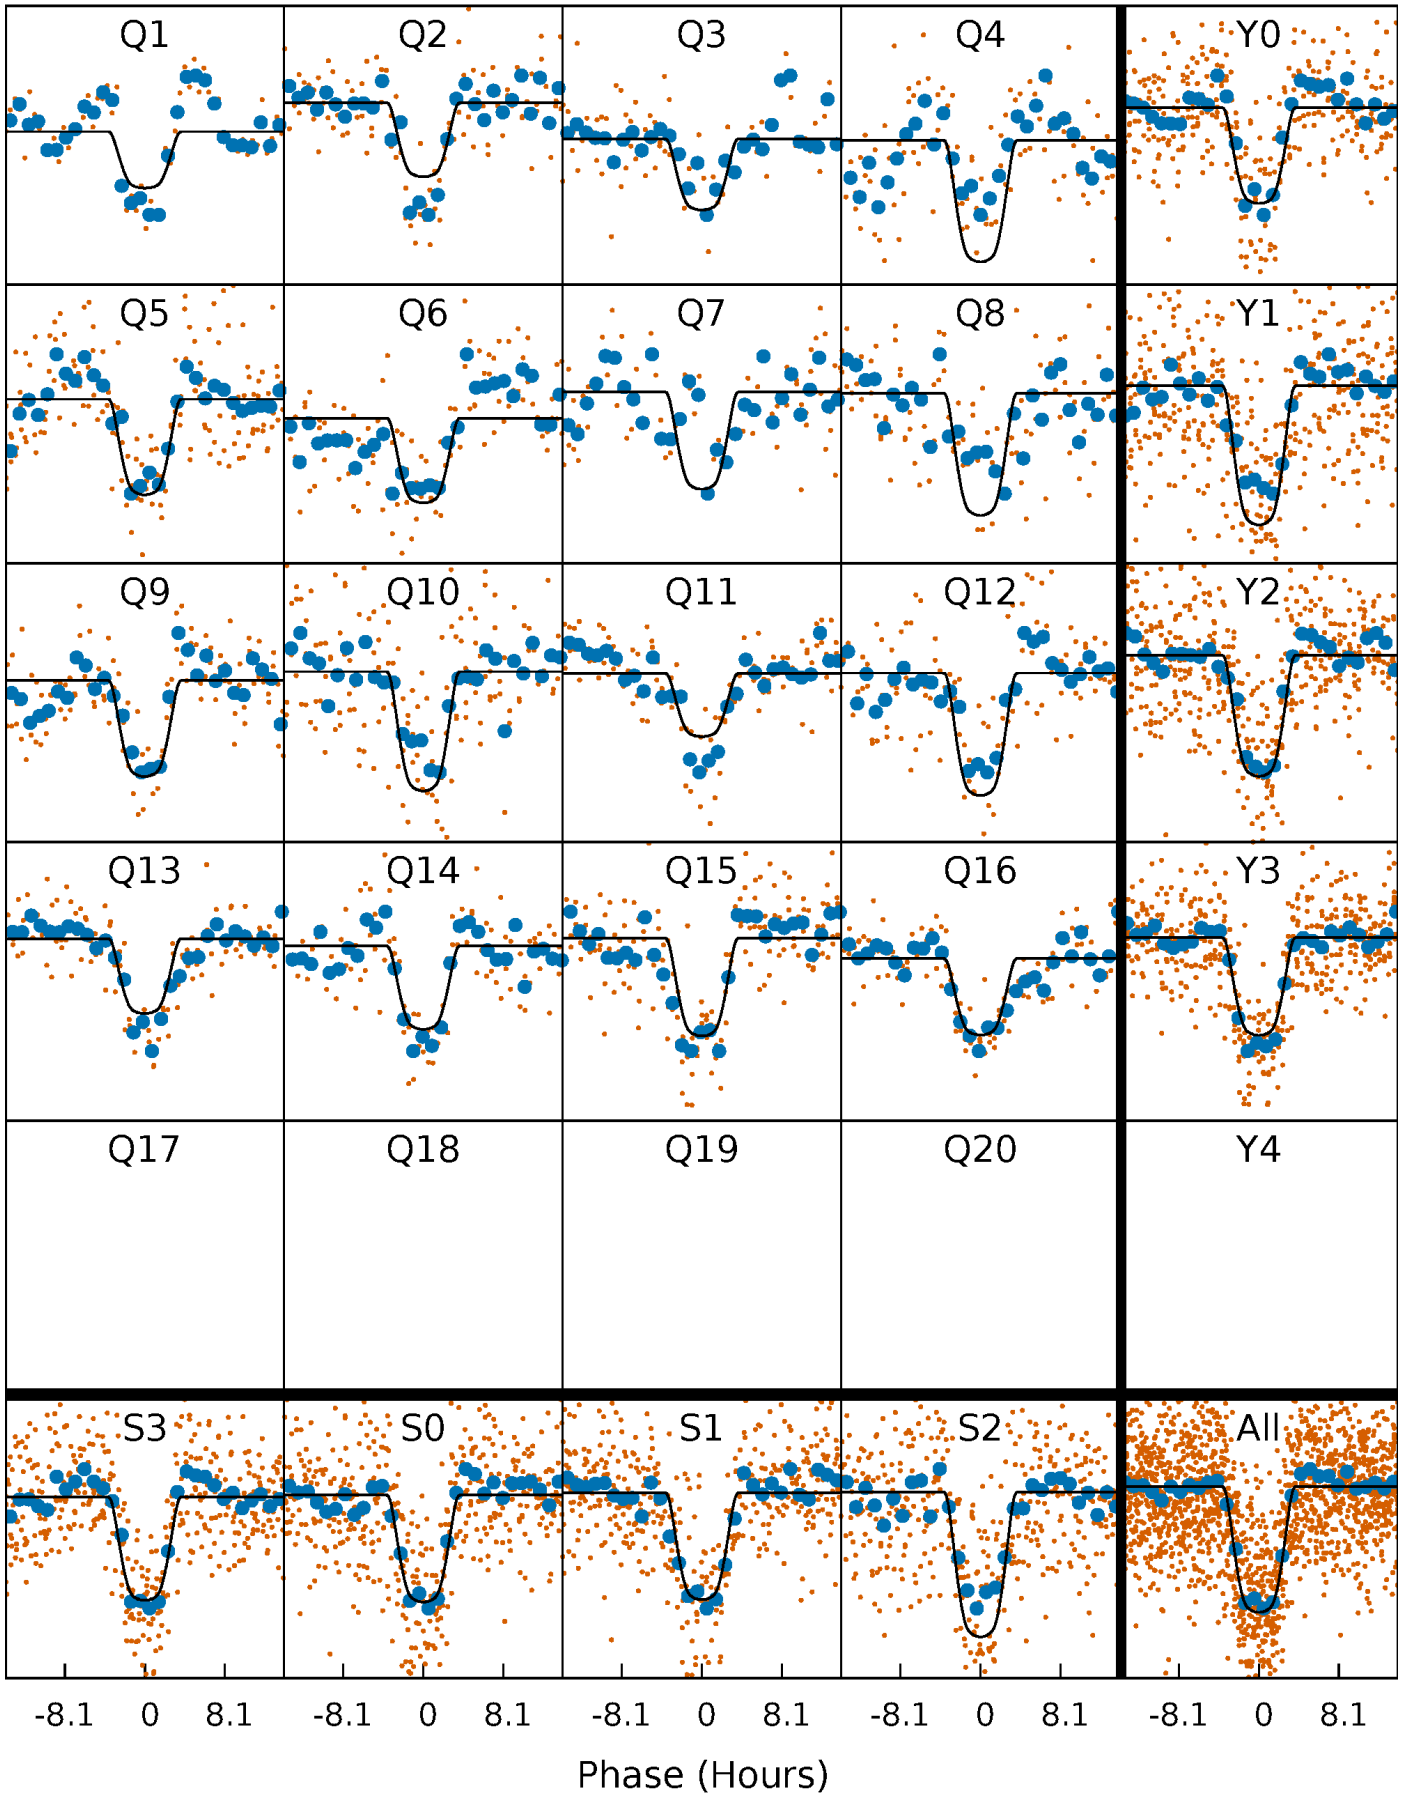 Q1 Q2 Q3 Q4 Y0
Q5 Q6 Q7 Q8 Y1
Q9 Q10 Q11 Q12 Y2
Q13 Q14 Q15 Q16 Y3
Q17 Q18 Q19 Q20 Y4
S3 S0 S1 S2 All
-8.1 0 8.1 -8.1 0 8.1 -8.1 0 8.1 -8.1 0 8.1 -8.1 0 8.1
Phase (Hours)